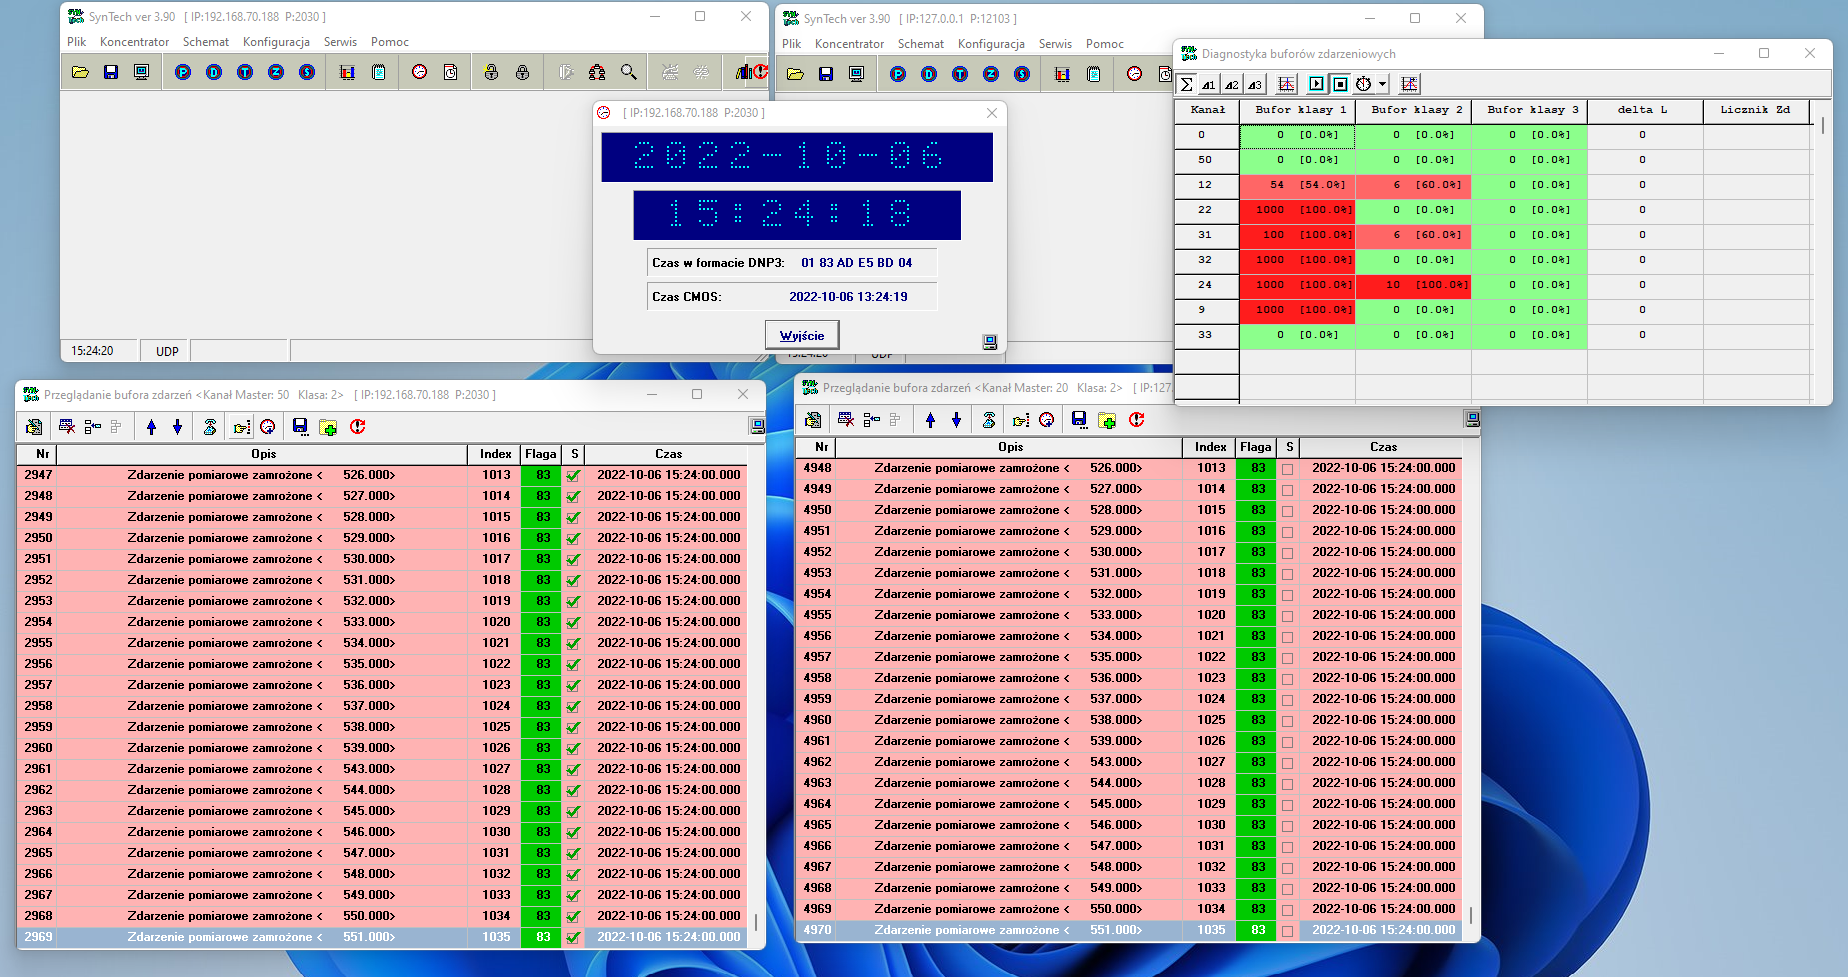 SynTech ver 3.90 [ IP:192.168.70.188 P:2030 ]
Plik Koncentrator Schemat Konfiguracja Serwis Pomoc
15:24:20 UDP
SynTech ver 3.90 [ IP:127.0.0.1 P:12103 ]
Plik Koncentrator Schemat Konfiguracja Serwis Pomoc
15:24:20 UDP
[ IP:192.168.70.188 P:2030 ]
2022-10-06
15:24:18
Czas w formacie DNP3: 01 83 AD E5 BD 04
Czas CMOS: 2022-10-06 13:24:19
Wyjście
Diagnostyka buforów zdarzeniowych
Σ Δ1 Δ2 Δ3
Kanał Bufor klasy 1 Bufor klasy 2 Bufor klasy 3 delta L Licznik Zd
0 0 [0.0%] 0 [0.0%] 0 [0.0%] 0
50 0 [0.0%] 0 [0.0%] 0 [0.0%] 0
12 54 [54.0%] 6 [60.0%] 0 [0.0%] 0
22 1000 [100.0%] 0 [0.0%] 0 [0.0%] 0
31 100 [100.0%] 6 [60.0%] 0 [0.0%] 0
32 1000 [100.0%] 0 [0.0%] 0 [0.0%] 0
24 1000 [100.0%] 10 [100.0%] 0 [0.0%] 0
9 1000 [100.0%] 0 [0.0%] 0 [0.0%] 0
33 0 [0.0%] 0 [0.0%] 0 [0.0%] 0
Przeglądanie bufora zdarzeń <Kanał Master: 50 Klasa: 2> [ IP:192.168.70.188 P:2030 ]
Nr Opis Index Flaga S Czas
2947 Zdarzenie pomiarowe zamrożone < 526.000> 1013 83 2022-10-06 15:24:00.000
2948 Zdarzenie pomiarowe zamrożone < 527.000> 1014 83 2022-10-06 15:24:00.000
2949 Zdarzenie pomiarowe zamrożone < 528.000> 1015 83 2022-10-06 15:24:00.000
2950 Zdarzenie pomiarowe zamrożone < 529.000> 1016 83 2022-10-06 15:24:00.000
2951 Zdarzenie pomiarowe zamrożone < 530.000> 1017 83 2022-10-06 15:24:00.000
2952 Zdarzenie pomiarowe zamrożone < 531.000> 1018 83 2022-10-06 15:24:00.000
2953 Zdarzenie pomiarowe zamrożone < 532.000> 1019 83 2022-10-06 15:24:00.000
2954 Zdarzenie pomiarowe zamrożone < 533.000> 1020 83 2022-10-06 15:24:00.000
2955 Zdarzenie pomiarowe zamrożone < 534.000> 1021 83 2022-10-06 15:24:00.000
2956 Zdarzenie pomiarowe zamrożone < 535.000> 1022 83 2022-10-06 15:24:00.000
2957 Zdarzenie pomiarowe zamrożone < 536.000> 1023 83 2022-10-06 15:24:00.000
2958 Zdarzenie pomiarowe zamrożone < 537.000> 1024 83 2022-10-06 15:24:00.000
2959 Zdarzenie pomiarowe zamrożone < 538.000> 1025 83 2022-10-06 15:24:00.000
2960 Zdarzenie pomiarowe zamrożone < 539.000> 1026 83 2022-10-06 15:24:00.000
2961 Zdarzenie pomiarowe zamrożone < 543.000> 1027 83 2022-10-06 15:24:00.000
2962 Zdarzenie pomiarowe zamrożone < 544.000> 1028 83 2022-10-06 15:24:00.000
2963 Zdarzenie pomiarowe zamrożone < 545.000> 1029 83 2022-10-06 15:24:00.000
2964 Zdarzenie pomiarowe zamrożone < 546.000> 1030 83 2022-10-06 15:24:00.000
2965 Zdarzenie pomiarowe zamrożone < 547.000> 1031 83 2022-10-06 15:24:00.000
2966 Zdarzenie pomiarowe zamrożone < 548.000> 1032 83 2022-10-06 15:24:00.000
2967 Zdarzenie pomiarowe zamrożone < 549.000> 1033 83 2022-10-06 15:24:00.000
2968 Zdarzenie pomiarowe zamrożone < 550.000> 1034 83 2022-10-06 15:24:00.000
2969 Zdarzenie pomiarowe zamrożone < 551.000> 1035 83 2022-10-06 15:24:00.000
Przeglądanie bufora zdarzeń <Kanał Master: 20 Klasa: 2> [ IP:127.
Nr Opis Index Flaga S Czas
4948 Zdarzenie pomiarowe zamrożone < 526.000> 1013 83 2022-10-06 15:24:00.000
4949 Zdarzenie pomiarowe zamrożone < 527.000> 1014 83 2022-10-06 15:24:00.000
4950 Zdarzenie pomiarowe zamrożone < 528.000> 1015 83 2022-10-06 15:24:00.000
4951 Zdarzenie pomiarowe zamrożone < 529.000> 1016 83 2022-10-06 15:24:00.000
4952 Zdarzenie pomiarowe zamrożone < 530.000> 1017 83 2022-10-06 15:24:00.000
4953 Zdarzenie pomiarowe zamrożone < 531.000> 1018 83 2022-10-06 15:24:00.000
4954 Zdarzenie pomiarowe zamrożone < 532.000> 1019 83 2022-10-06 15:24:00.000
4955 Zdarzenie pomiarowe zamrożone < 533.000> 1020 83 2022-10-06 15:24:00.000
4956 Zdarzenie pomiarowe zamrożone < 534.000> 1021 83 2022-10-06 15:24:00.000
4957 Zdarzenie pomiarowe zamrożone < 535.000> 1022 83 2022-10-06 15:24:00.000
4958 Zdarzenie pomiarowe zamrożone < 536.000> 1023 83 2022-10-06 15:24:00.000
4959 Zdarzenie pomiarowe zamrożone < 537.000> 1024 83 2022-10-06 15:24:00.000
4960 Zdarzenie pomiarowe zamrożone < 538.000> 1025 83 2022-10-06 15:24:00.000
4961 Zdarzenie pomiarowe zamrożone < 539.000> 1026 83 2022-10-06 15:24:00.000
4962 Zdarzenie pomiarowe zamrożone < 543.000> 1027 83 2022-10-06 15:24:00.000
4963 Zdarzenie pomiarowe zamrożone < 544.000> 1028 83 2022-10-06 15:24:00.000
4964 Zdarzenie pomiarowe zamrożone < 545.000> 1029 83 2022-10-06 15:24:00.000
4965 Zdarzenie pomiarowe zamrożone < 546.000> 1030 83 2022-10-06 15:24:00.000
4966 Zdarzenie pomiarowe zamrożone < 547.000> 1031 83 2022-10-06 15:24:00.000
4967 Zdarzenie pomiarowe zamrożone < 548.000> 1032 83 2022-10-06 15:24:00.000
4968 Zdarzenie pomiarowe zamrożone < 549.000> 1033 83 2022-10-06 15:24:00.000
4969 Zdarzenie pomiarowe zamrożone < 550.000> 1034 83 2022-10-06 15:24:00.000
4970 Zdarzenie pomiarowe zamrożone < 551.000> 1035 83 2022-10-06 15:24:00.000